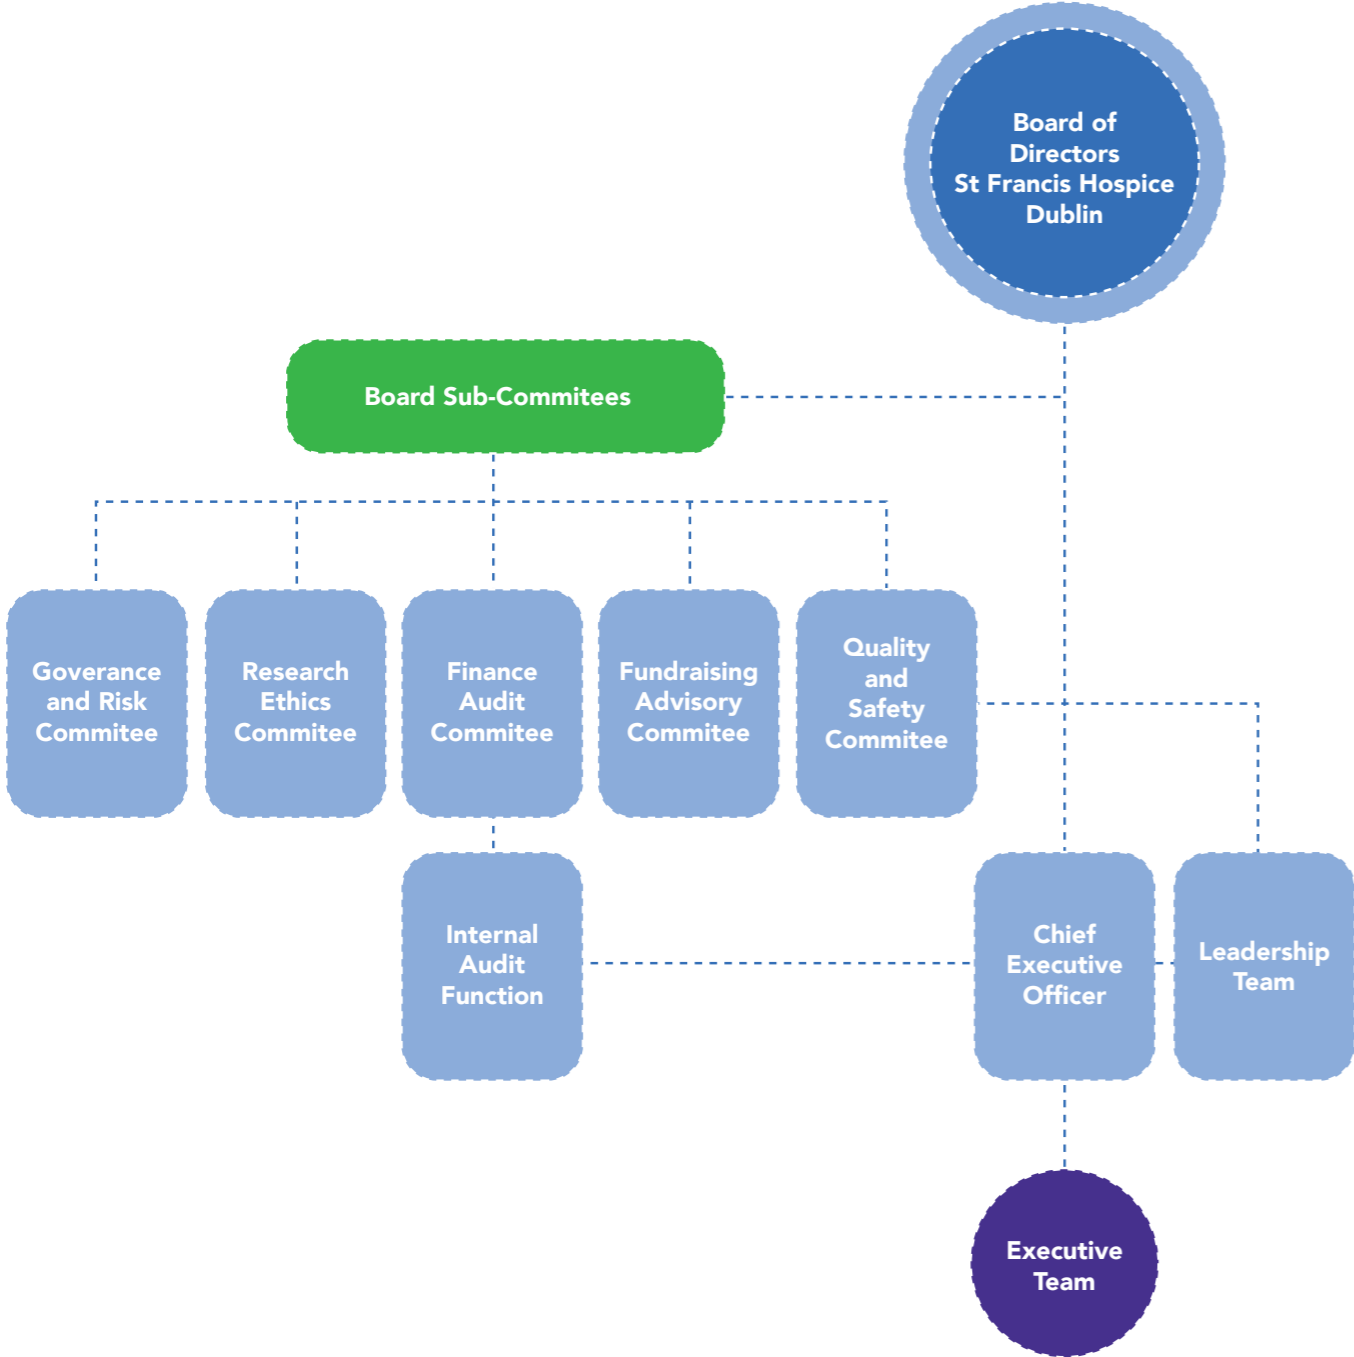 Board of
Directors
St Francis Hospice
Dublin
Board Sub-Commitees
Goverance
and Risk
Commitee
Research
Ethics
Commitee
Finance
Audit
Commitee
Fundraising
Advisory
Commitee
Quality
and
Safety
Commitee
Internal
Audit
Function
Chief
Executive
Officer
Leadership
Team
Executive
Team